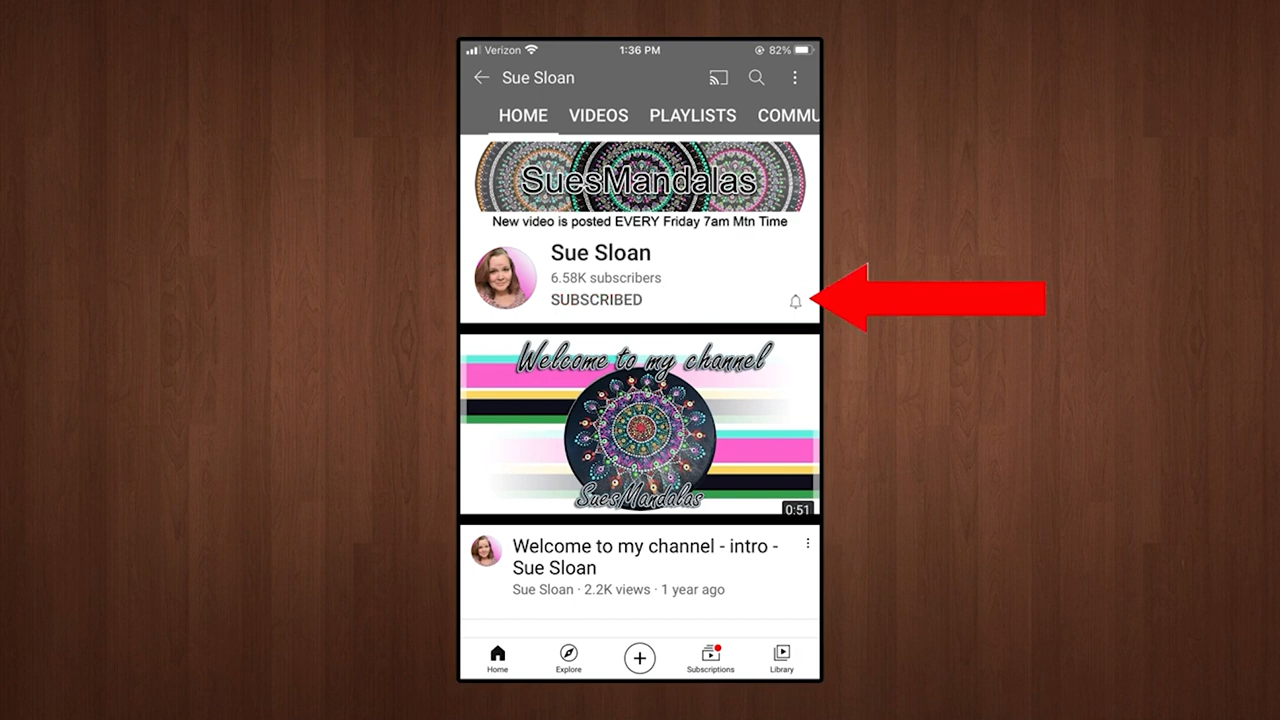 Verizon 1:36 PM 82%
Sue Sloan
HOME VIDEOS PLAYLISTS COMMU
SuesMandalas
New video is posted EVERY Friday 7am Mtn Time
Sue Sloan
6.58K subscribers
SUBSCRIBED
Welcome to my channel
SuesMandalas
0:51
Welcome to my channel - intro -
Sue Sloan
Sue Sloan · 2.2K views · 1 year ago
Home Explore Subscriptions Library